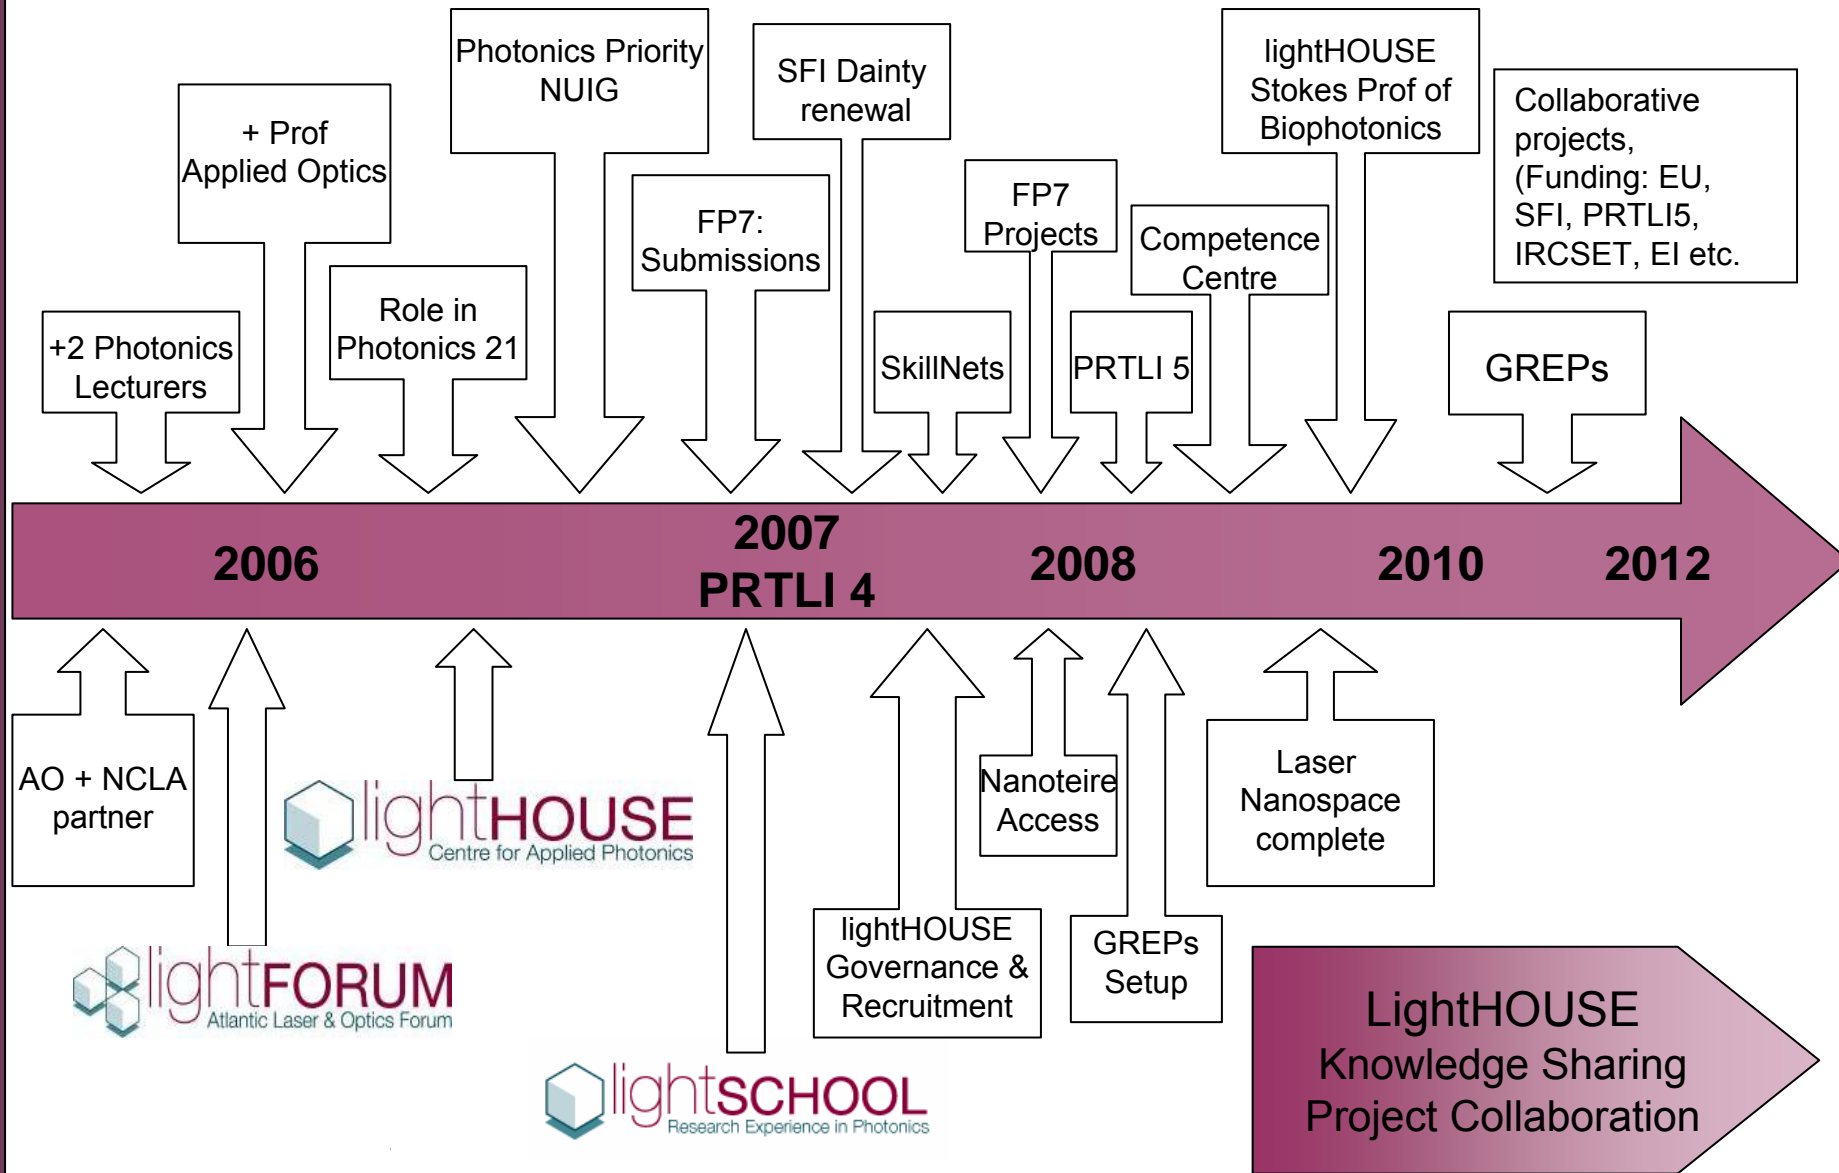 Photonics Priority
NUIG
SFI Dainty
renewal
lightHOUSE
Stokes Prof of
Biophotonics
Collaborative
projects,
(Funding: EU,
SFI, PRTLI5,
IRCSET, EI etc.
+ Prof
Applied Optics
FP7:
Submissions
FP7
Projects
Competence
Centre
+2 Photonics
Lecturers
Role in
Photonics 21
SkillNets
PRTLI 5
GREPs
2006
2007
PRTLI 4
2008
2010
2012
AO + NCLA
partner
lightHOUSE
Centre for Applied Photonics
Nanoteire
Access
Laser
Nanospace
complete
lightFORUM
Atlantic Laser & Optics Forum
lightHOUSE
Governance &
Recruitment
GREPs
Setup
lightSCHOOL
Research Experience in Photonics
LightHOUSE
Knowledge Sharing
Project Collaboration